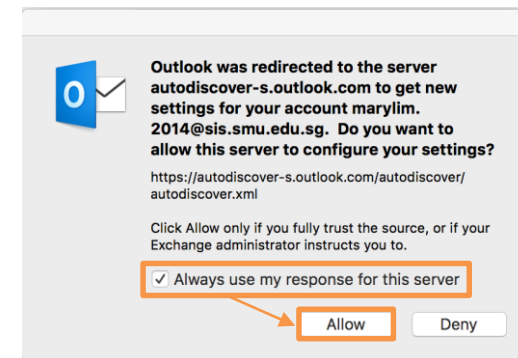 Outlook was redirected to the server
autodiscover-s.outlook.com to get new
settings for your account marylim.
2014@sis.smu.edu.sg. Do you want to
allow this server to configure your settings?
https://autodiscover-s.outlook.com/autodiscover/
autodiscover.xml
Click Allow only if you fully trust the source, or if your
Exchange administrator instructs you to.
Always use my response for this server
Allow Deny